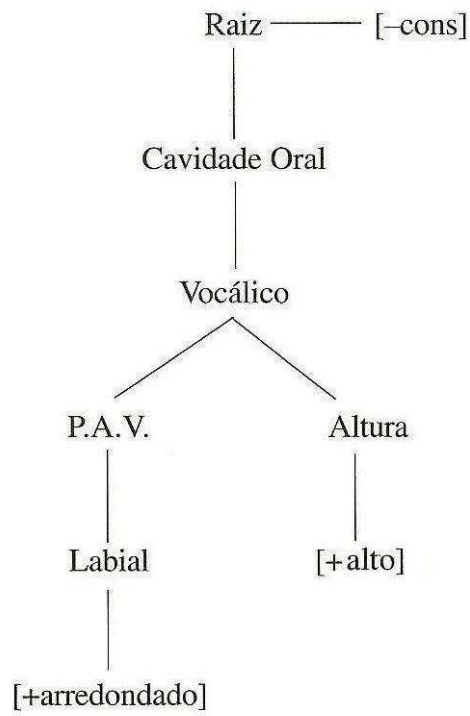 Raiz [–cons]
Cavidade Oral
Vocálico
P.A.V. Altura
Labial [+alto]
[+arredondado]